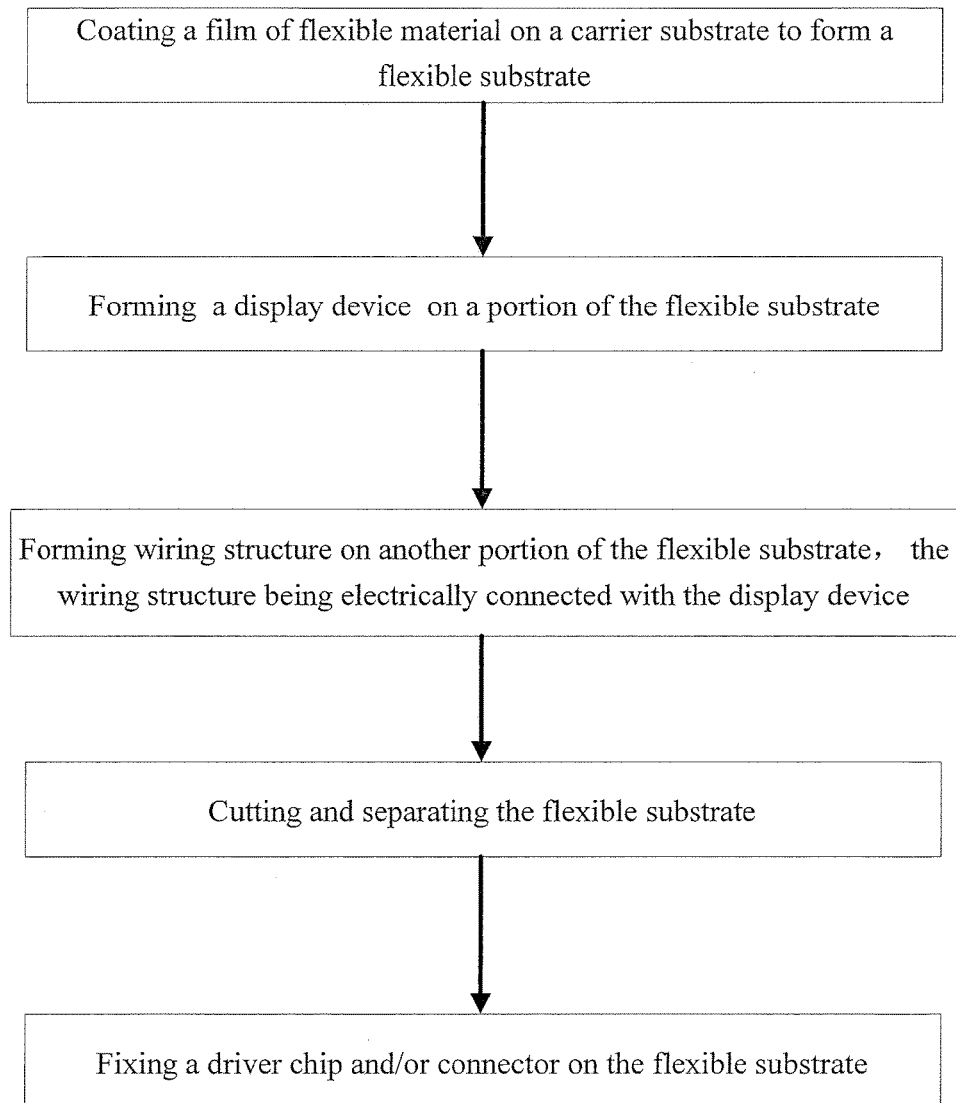 Coating a film of flexible material on a carrier substrate to form a
flexible substrate
Forming a display device on a portion of the flexible substrate
Forming wiring structure on another portion of the flexible substrate， the
wiring structure being electrically connected with the display device
Cutting and separating the flexible substrate
Fixing a driver chip and/or connector on the flexible substrate